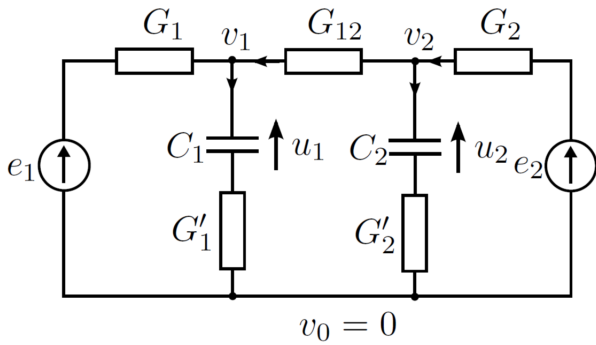 G₁ v₁ G₁₂ v₂ G₂
e₁ C₁ u₁ C₂ u₂ e₂
G′₁ G′₂
v₀ = 0